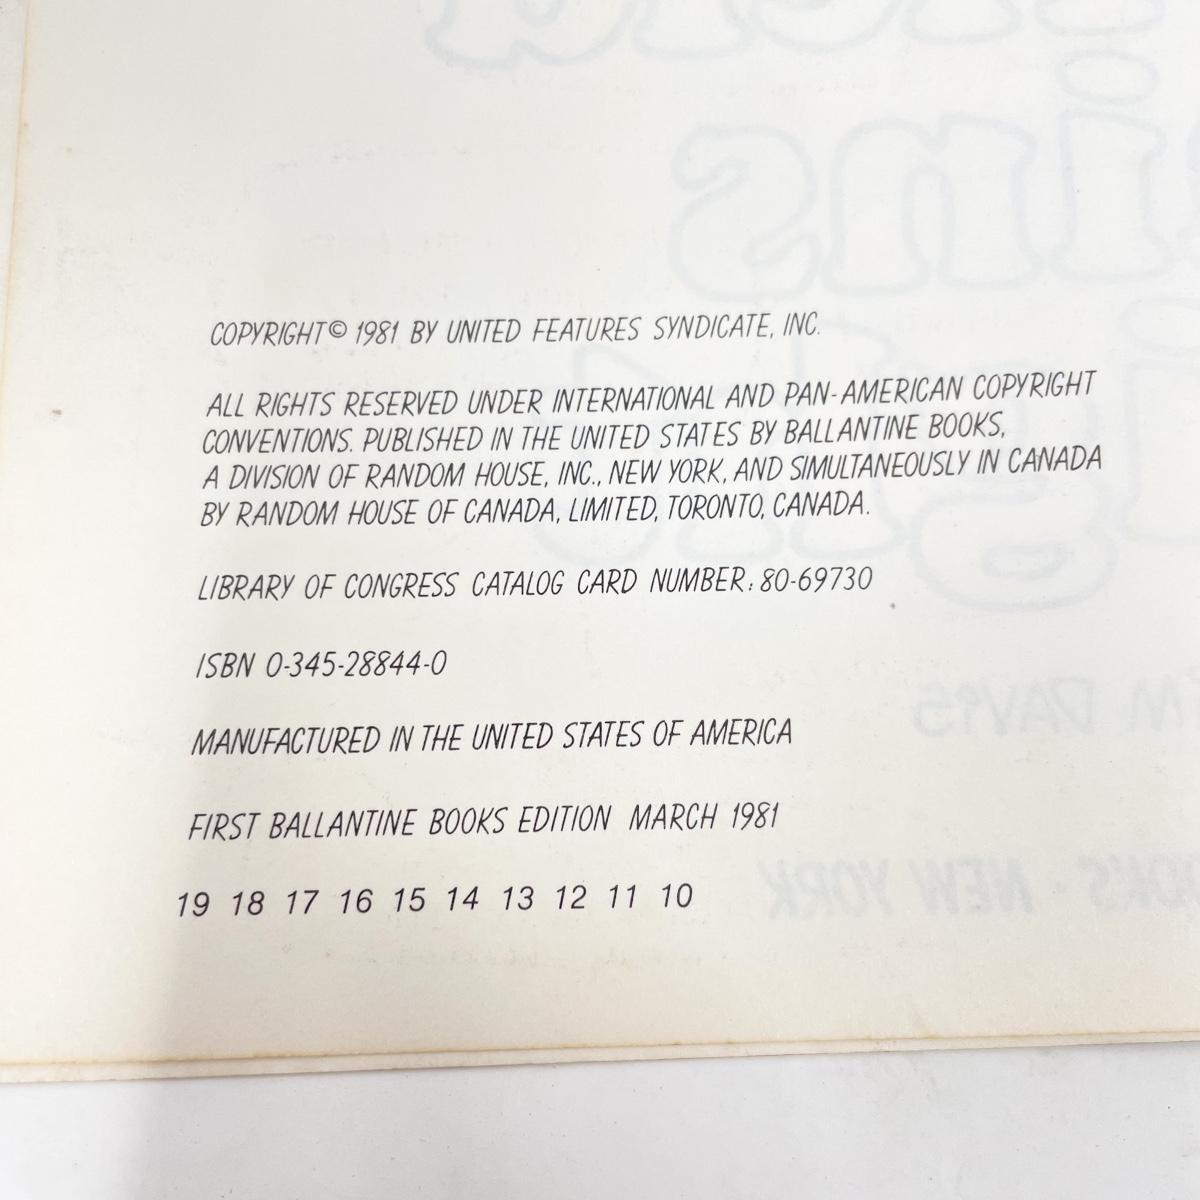 COPYRIGHT © 1981 BY UNITED FEATURES SYNDICATE, INC.
ALL RIGHTS RESERVED UNDER INTERNATIONAL AND PAN-AMERICAN COPYRIGHT
CONVENTIONS. PUBLISHED IN THE UNITED STATES BY BALLANTINE BOOKS,
A DIVISION OF RANDOM HOUSE, INC., NEW YORK, AND SIMULTANEOUSLY IN CANADA
BY RANDOM HOUSE OF CANADA, LIMITED, TORONTO, CANADA.
LIBRARY OF CONGRESS CATALOG CARD NUMBER: 80-69730
ISBN 0-345-28844-0
MANUFACTURED IN THE UNITED STATES OF AMERICA
FIRST BALLANTINE BOOKS EDITION MARCH 1981
19 18 17 16 15 14 13 12 11 10